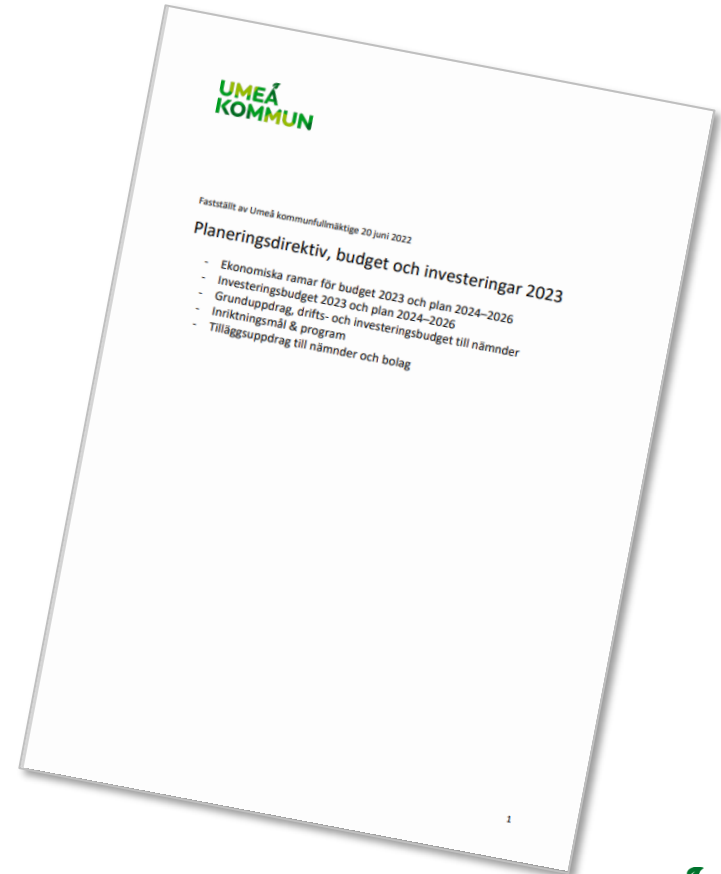 UMEÅ
KOMMUN
Fastställt av Umeå kommunfullmäktige 20 juni 2022
Planeringsdirektiv, budget och investeringar 2023
- Ekonomiska ramar för budget 2023 och plan 2024–2026
- Investeringsbudget 2023 och plan 2024–2026
- Grunduppdrag, drifts- och investeringsbudget till nämnder
- Inriktningsmål & program
- Tilläggsuppdrag till nämnder och bolag
1